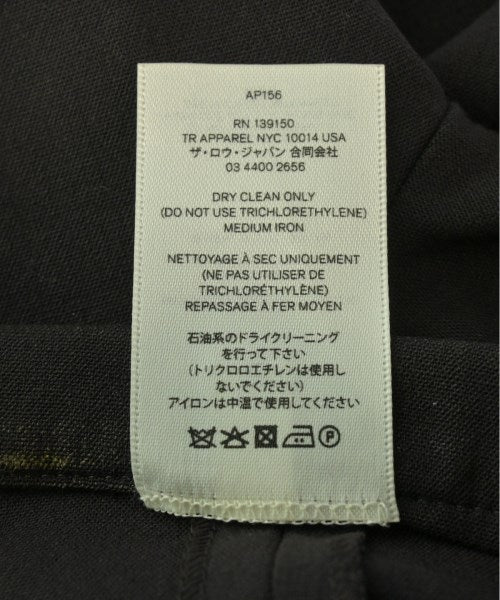 AP156
RN 139150
TR APPAREL NYC 10014 USA
ザ・ロウ・ジャパン 合同会社
03 4400 2656
DRY CLEAN ONLY
(DO NOT USE TRICHLORETHYLENE)
MEDIUM IRON
NETTOYAGE À SEC UNIQUEMENT
(NE PAS UTILISER DE
TRICHLORÉTHYLÈNE)
REPASSAGE À FER MOYEN
石油系のドライクリーニング
を行って下さい
(トリクロロエチレンは使用し
ないでください)
アイロンは中温で使用してください
P